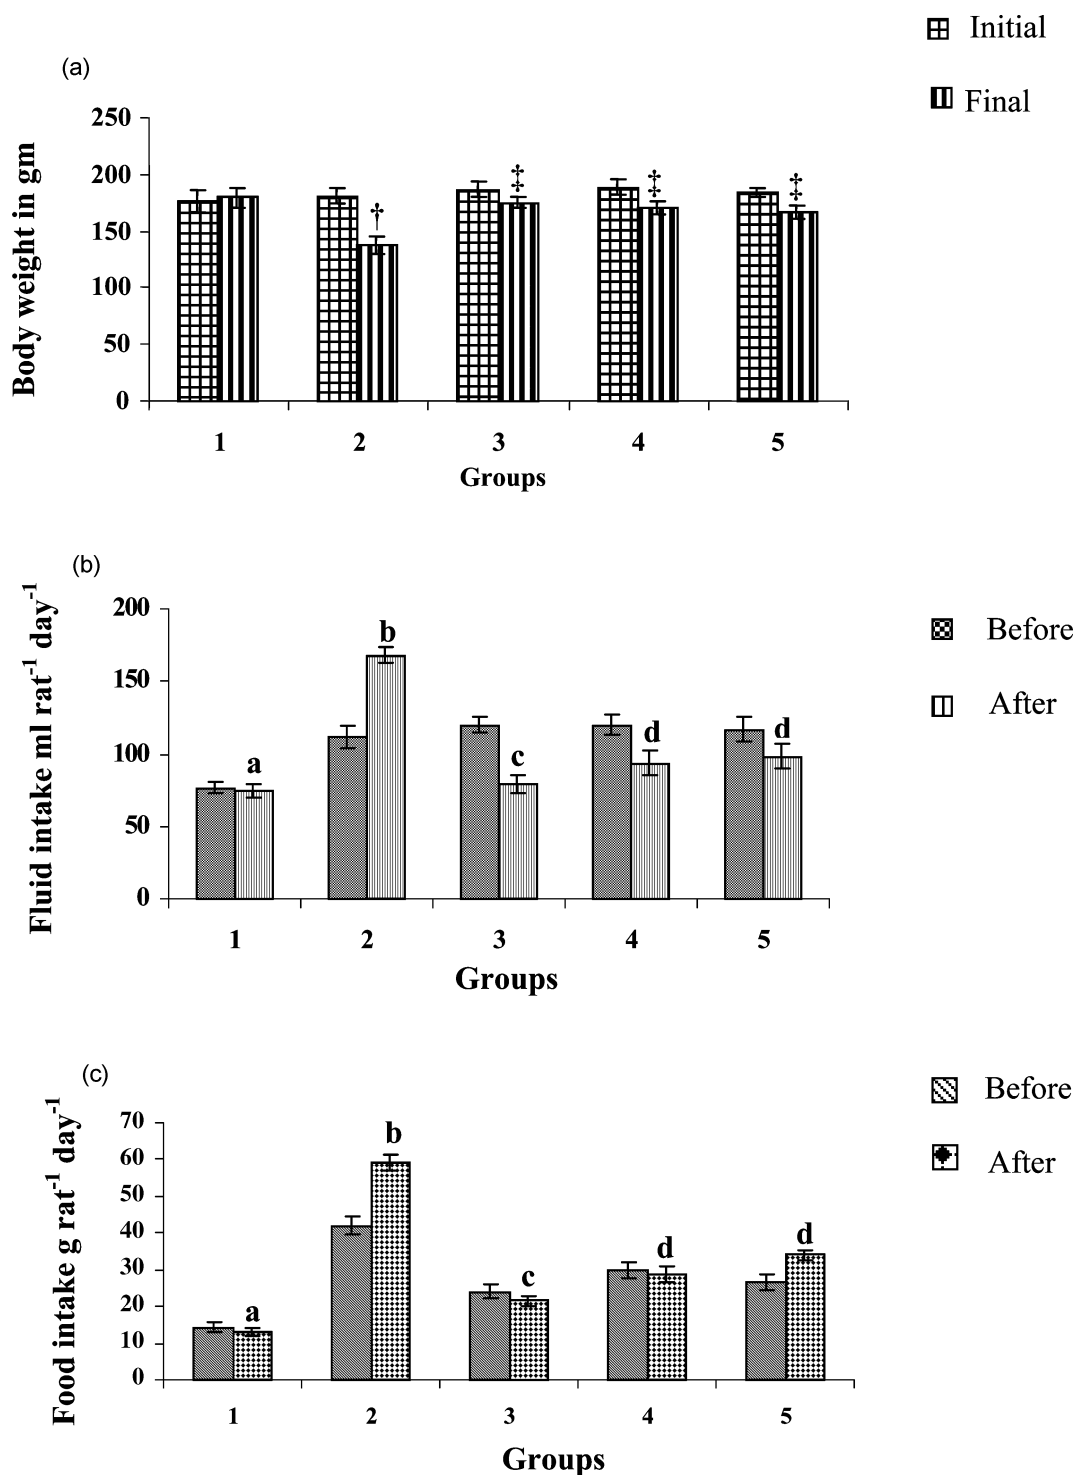 Initial
(a)
Final
250
200
150
100
50
0
Body weight in gm
‡
‡
‡
†
1 2 3 4 5
Groups
(b)
Fluid intake ml rat-1 day-1
200
150
100
50
0
Before
After
a
b
c
d
d
1 2 3 4 5
Groups
(c)
Food intake g rat-1 day-1
70
60
50
40
30
20
10
0
Before
After
a
b
c
d
d
1 2 3 4 5
Groups